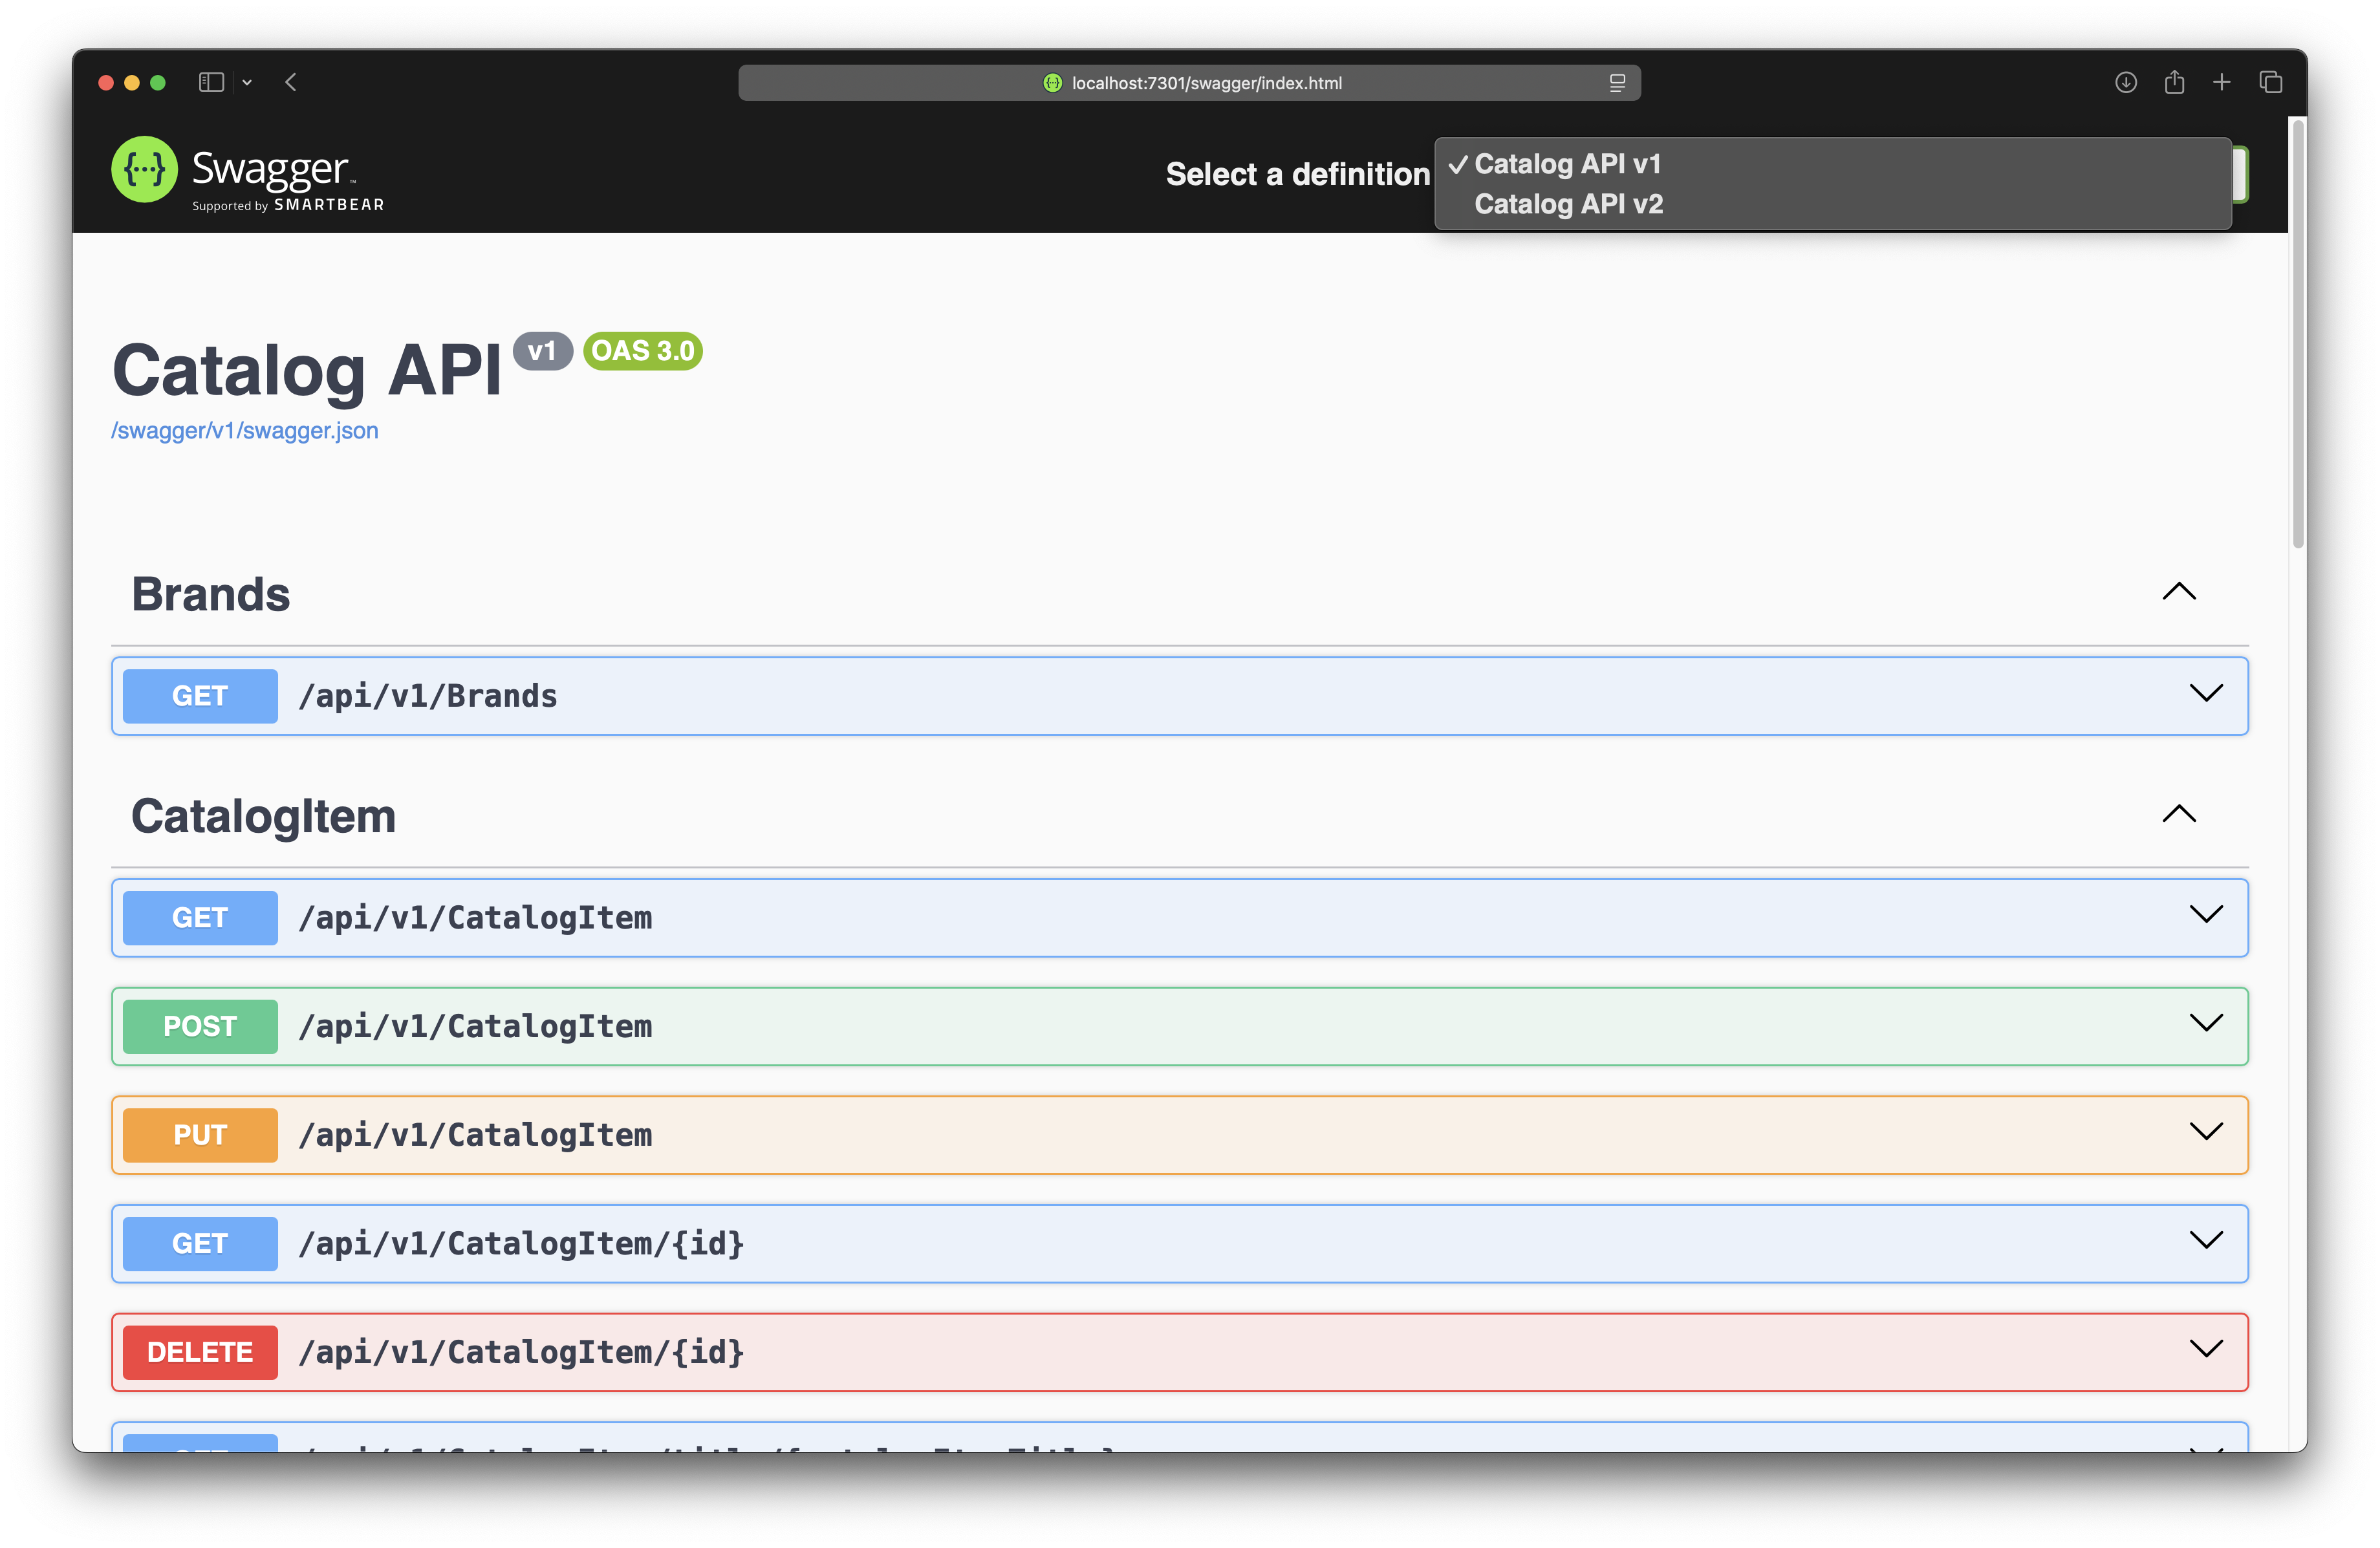 localhost:7301/swagger/index.html
Swagger™
Supported by SMARTBEAR
Select a definition
✓ Catalog API v1
Catalog API v2
Catalog API v1 OAS 3.0
/swagger/v1/swagger.json
Brands
GET /api/v1/Brands
CatalogItem
GET /api/v1/CatalogItem
POST /api/v1/CatalogItem
PUT /api/v1/CatalogItem
GET /api/v1/CatalogItem/{id}
DELETE /api/v1/CatalogItem/{id}